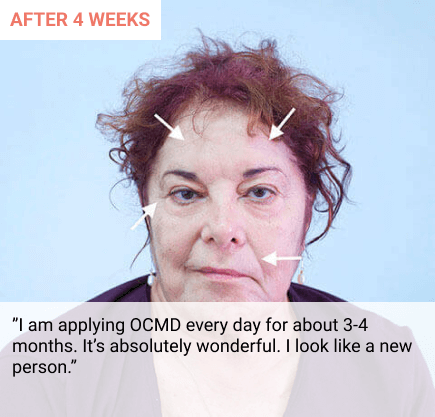 AFTER 4 WEEKS
”I am applying OCMD every day for about 3-4
months. It’s absolutely wonderful. I look like a new
person.”